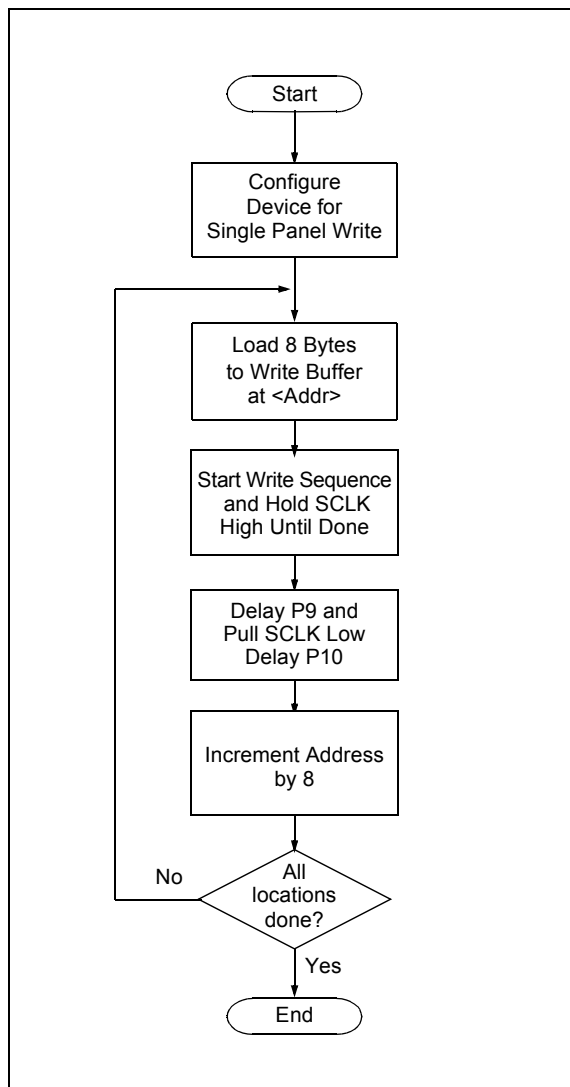 Start
Configure
Device for
Single Panel Write
Load 8 Bytes
to Write Buffer
at <Addr>
Start Write Sequence
and Hold SCLK
High Until Done
Delay P9 and
Pull SCLK Low
Delay P10
Increment Address
by 8
All
locations
done?
No
Yes
End